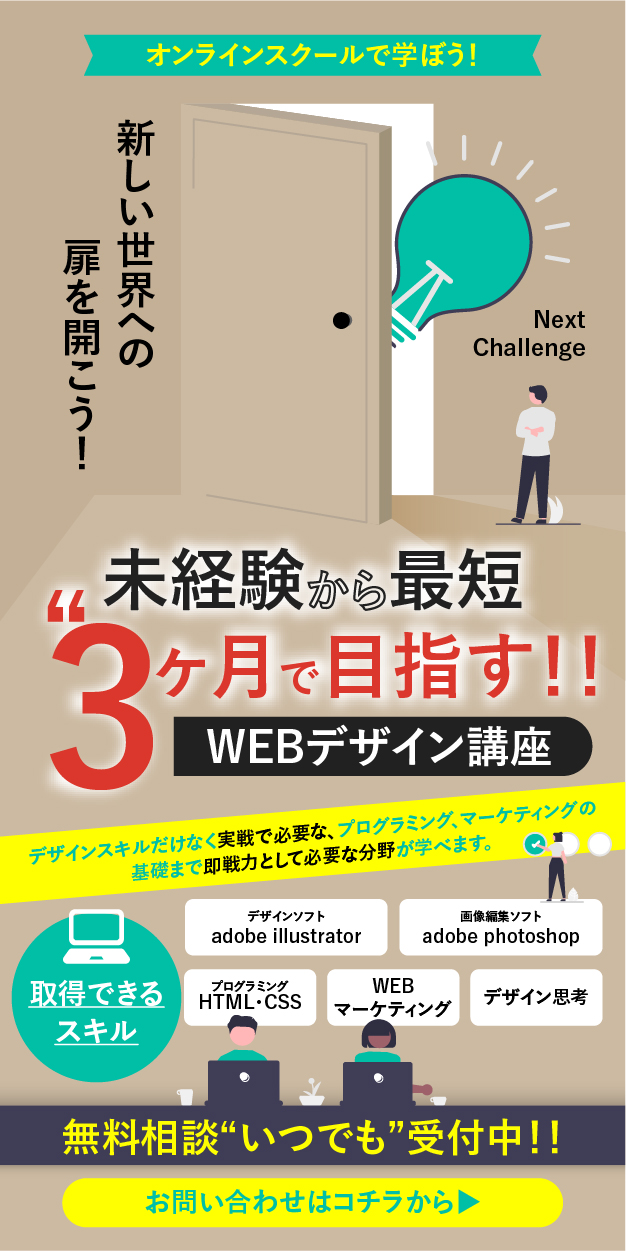 オンラインスクールで学ぼう!
新しい世界への
扉を開こう!
Next
Challenge
未経験から最短
“3ヶ月で目指す!!
WEBデザイン講座
デザインスキルだけなく実戦で必要な、プログラミング、マーケティングの
基礎まで即戦力として必要な分野が学べます。
取得できる
スキル
デザインソフト
adobe illustrator
画像編集ソフト
adobe photoshop
プログラミング
HTML・CSS
WEB
マーケティング
デザイン思考
無料相談“いつでも”受付中!!
お問い合わせはコチラから▶